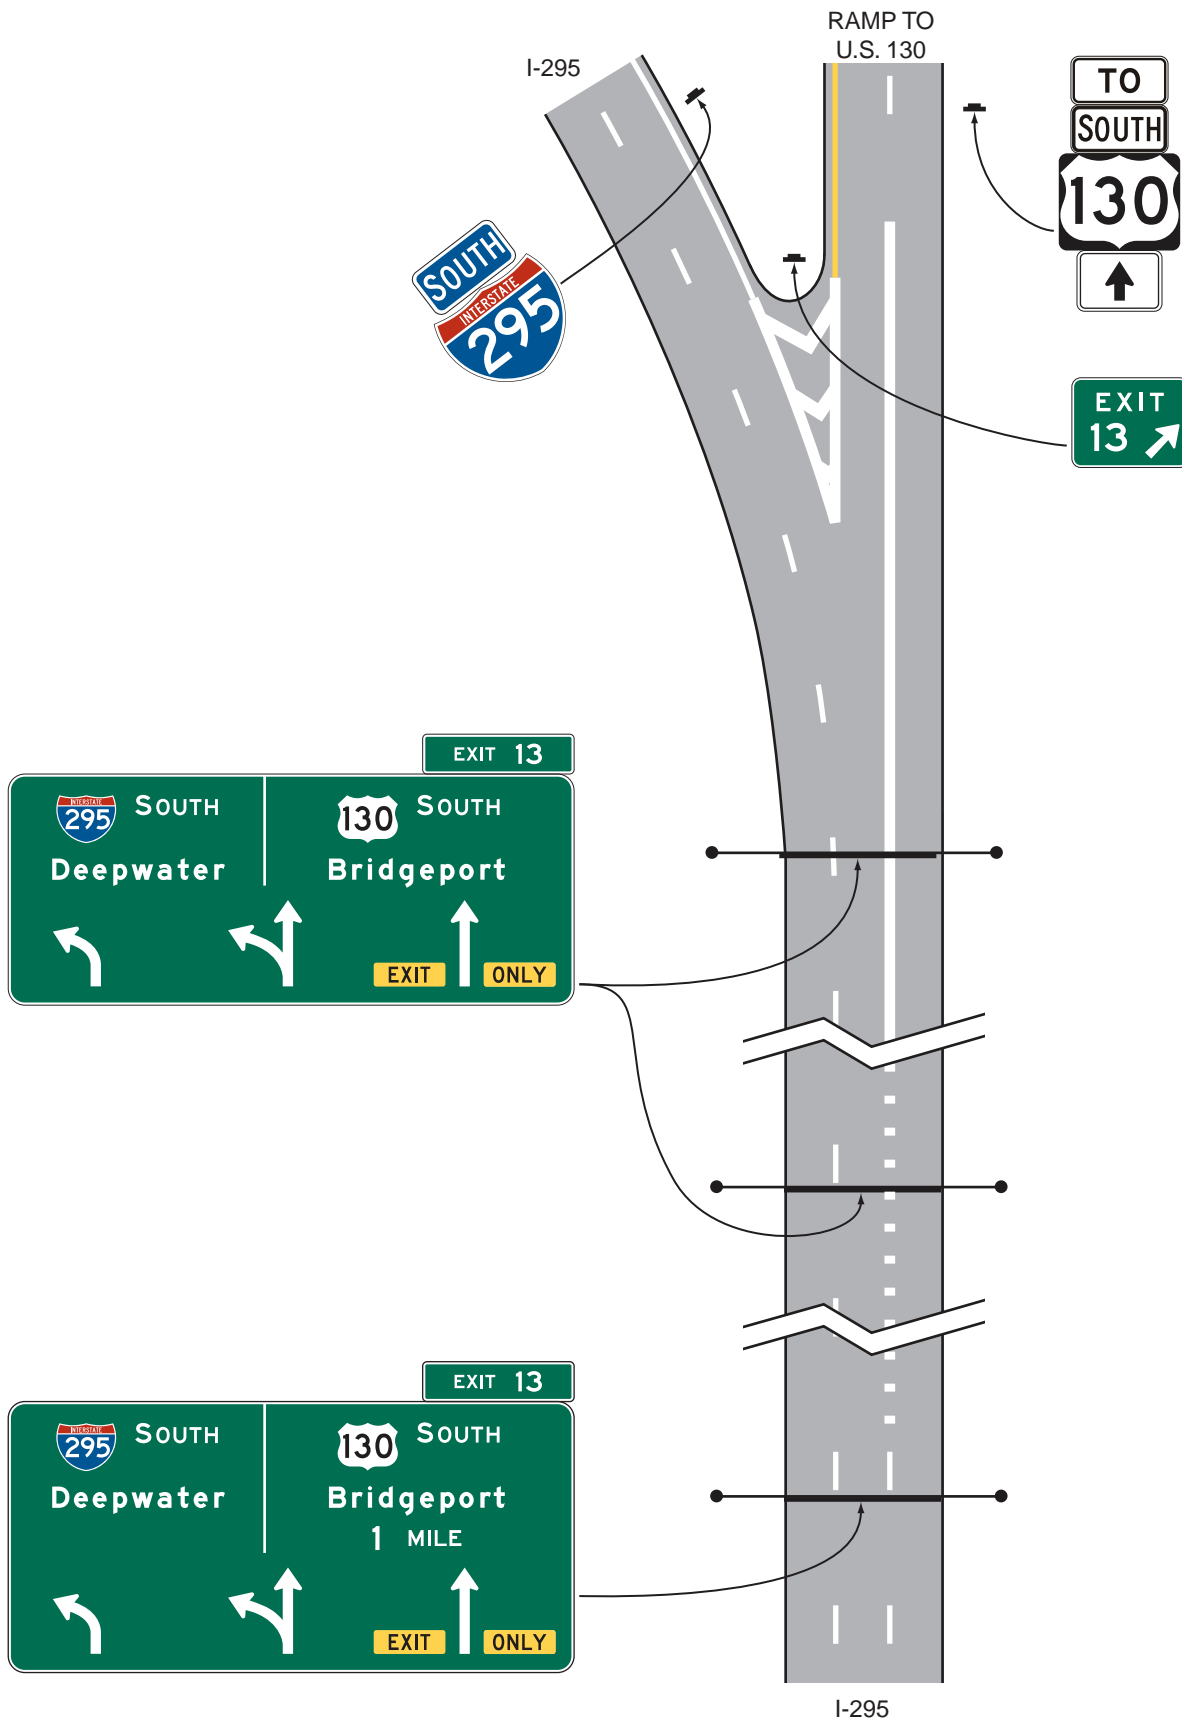 RAMP TO
U.S. 130
I-295
TO
SOUTH
130
SOUTH
INTERSTATE
295
EXIT
13
EXIT 13
INTERSTATE
295 SOUTH
130 SOUTH
Deepwater
Bridgeport
EXIT ONLY
EXIT 13
INTERSTATE
295 SOUTH
130 SOUTH
Deepwater
Bridgeport
1 MILE
EXIT ONLY
I-295